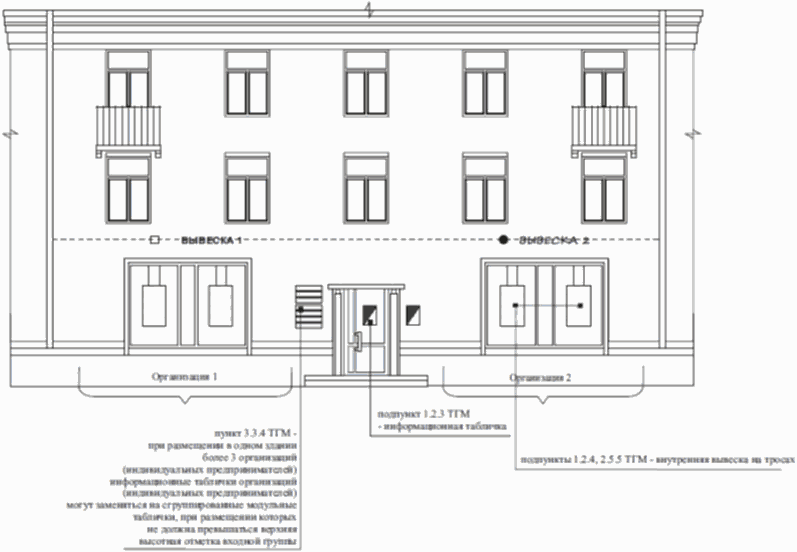 ВЫВЕСКА 1
ВЫВЕСКА 2
Организация 1
Организация 2
пункт 3.3.4 ТГМ -
при размещении в одном здании
более 3 организаций
(индивидуальных предпринимателей)
информационные таблички организаций
(индивидуальных предпринимателей)
могут замениться на сгруппированные модульные
таблички, при размещении которых
не должна превышаться верхняя
высотная отметка входной группы
подпункт 1.2.3 ТГМ
- информационная табличка
подпункты 1.2.4, 2.5.5 ТГМ - внутренняя вывеска на тросах